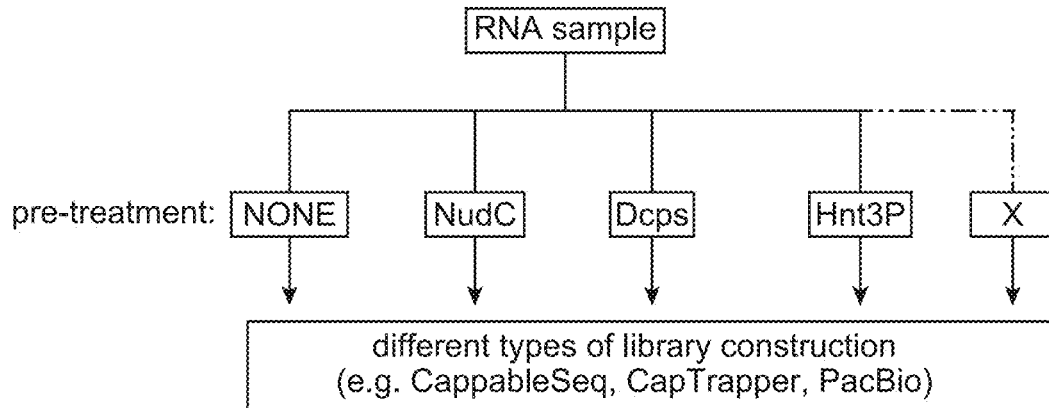 RNA sample
pre-treatment: NONE NudC Dcps Hnt3P X
different types of library construction
(e.g. CappableSeq, CapTrapper, PacBio)